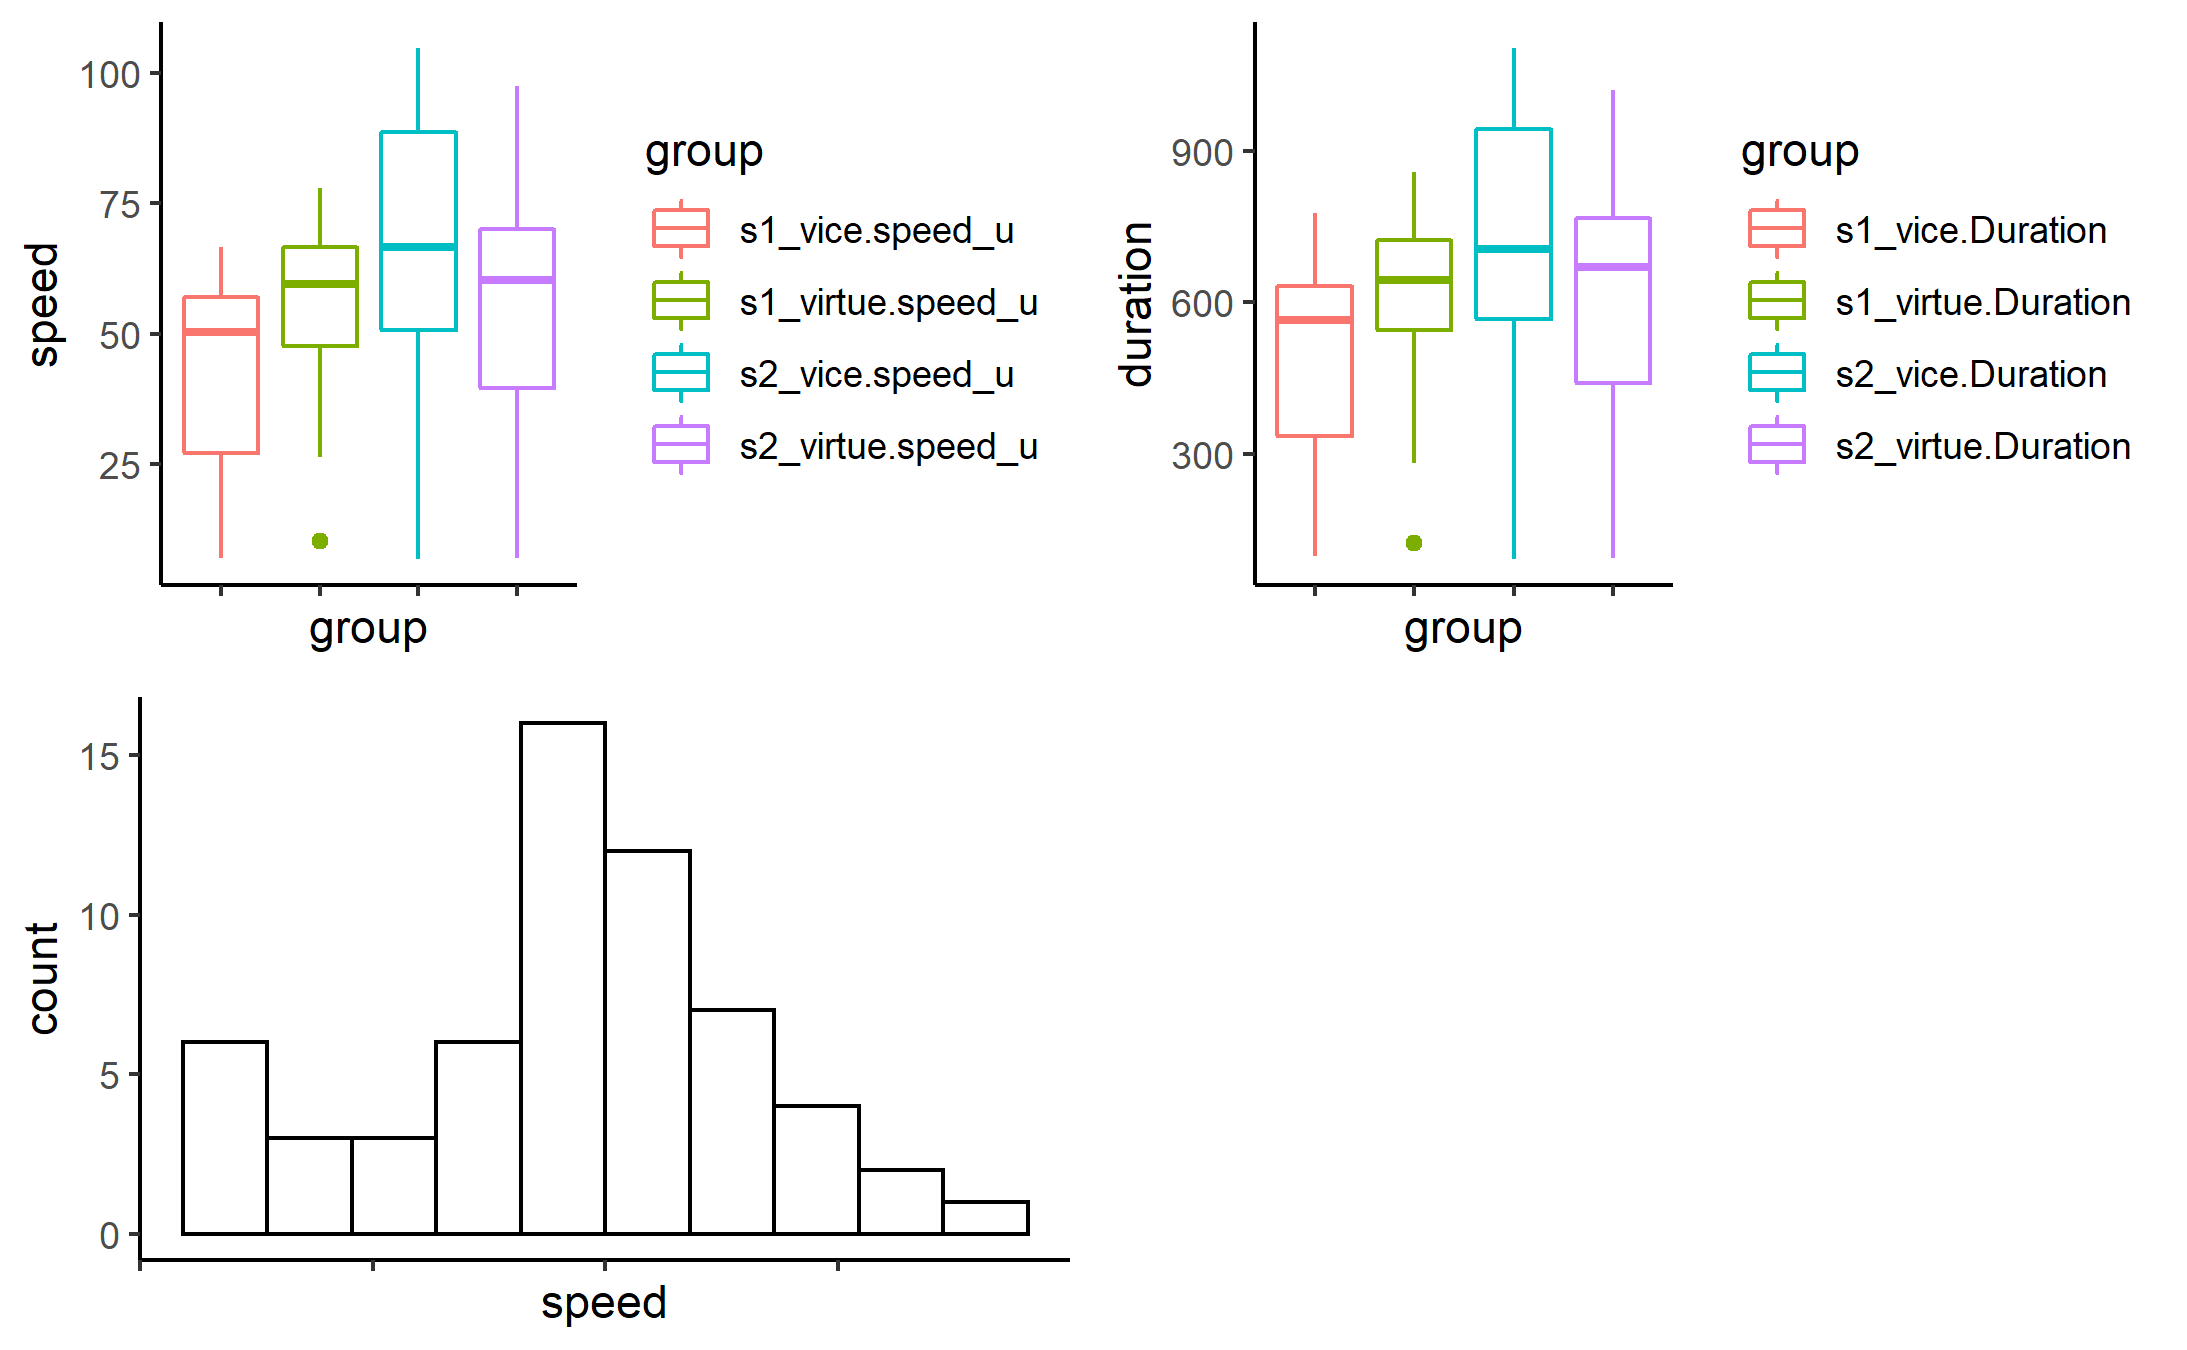 speed
100
75
50
25
group
group
s1_vice.speed_u
s1_virtue.speed_u
s2_vice.speed_u
s2_virtue.speed_u
duration
900
600
300
group
group
s1_vice.Duration
s1_virtue.Duration
s2_vice.Duration
s2_virtue.Duration
count
15
10
5
0
speed